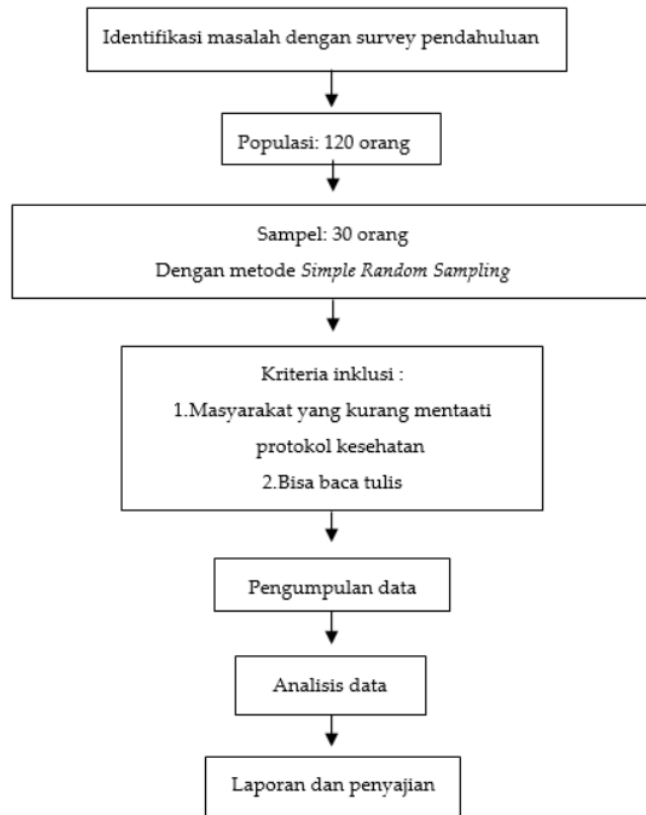 Identifikasi masalah dengan survey pendahuluan
Populasi: 120 orang
Sampel: 30 orang
Dengan metode Simple Random Sampling
Kriteria inklusi :
1.Masyarakat yang kurang mentaati
protokol kesehatan
2.Bisa baca tulis
Pengumpulan data
Analisis data
Laporan dan penyajian